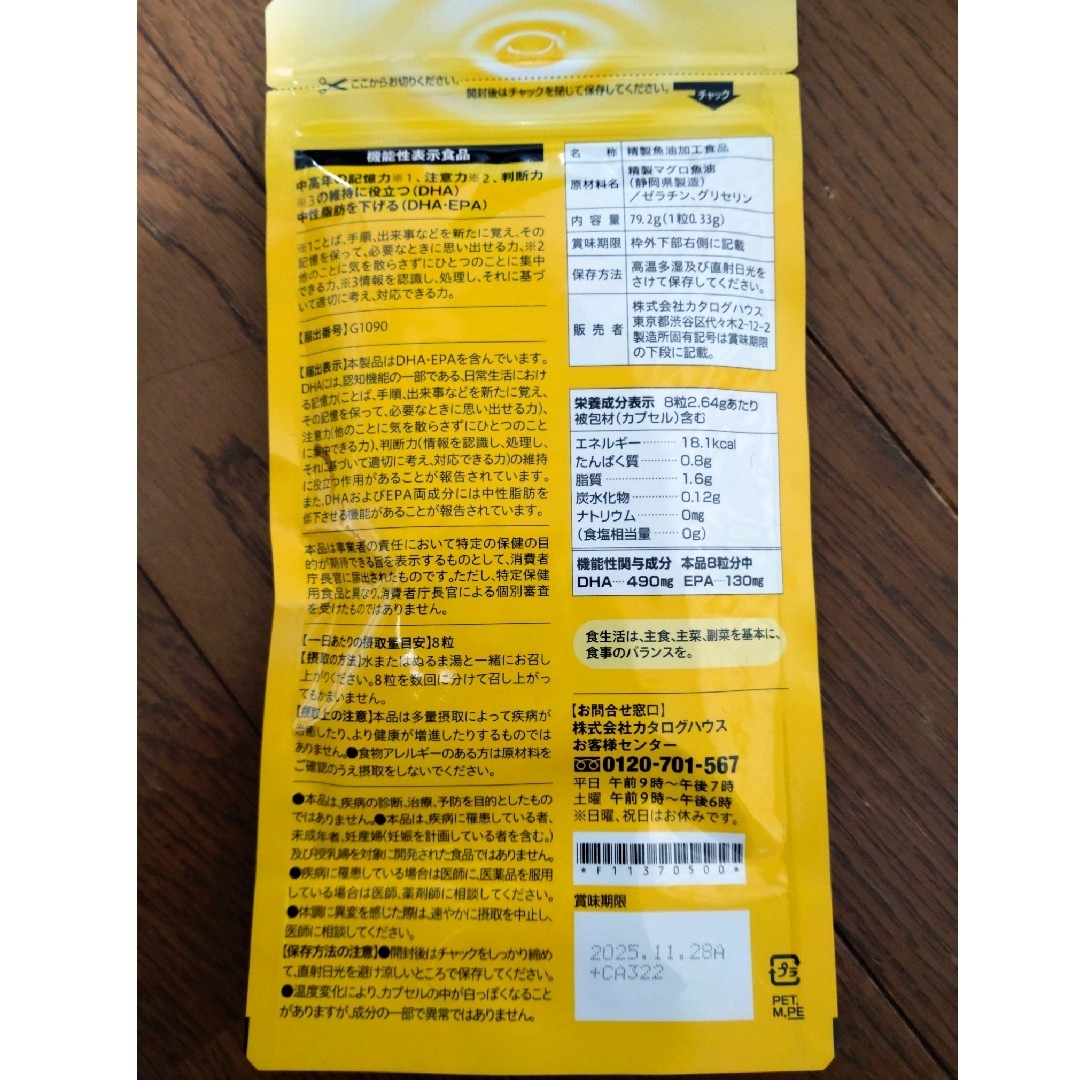 ここからお切りください。
開封後はチャックを閉じて保存してください。
チャック
機能性表示食品
中高年の記憶力※1、注意力※2、判断力
※3の維持に役立つ(DHA)
中性脂肪を下げる(DHA・EPA)
※1ことば、手順、出来事などを新たに覚え、その
記憶を保って、必要なときに思い出せる力、※2
他のことに気を散らさずにひとつのことに集中
できる力、※3情報を認識し、処理し、それに基づ
いて適切に考え、対応できる力。
【届出番号】G1090
【届出表示】本製品はDHA・EPAを含んでいます。
DHAには、認知機能の一部である、日常生活におけ
る記憶力(ことば、手順、出来事などを新たに覚え、
その記憶を保って、必要なときに思い出せる力)、
注意力(他のことに気を散らさずにひとつのこと
に集中できる力)、判断力(情報を認識し、処理し、
それに基づいて適切に考え、対応できる力)の維持
に役立つ作用があることが報告されています。
また、DHAおよびEPA両成分には中性脂肪を
低下させる機能があることが報告されています。
本品は事業者の責任において特定の保健の目
的が期待できる旨を表示するものとして、消費者
庁長官に届出されたものです。ただし、特定保健
用食品と異なり、消費者庁長官による個別審査
を受けたものではありません。
【一日あたりの摂取量目安】8粒
【摂取の方法】水またはぬるま湯と一緒にお召し
上がりください。8粒を数回に分けて召し上がっ
てもかまいません。
【摂取上の注意】本品は多量摂取によって疾病が
治癒したり、より健康が増進したりするものでは
ありません。●食物アレルギーのある方は原材料を
ご確認のうえ摂取をしないでください。
●本品は、疾病の診断、治療、予防を目的としたもの
ではありません。●本品は、疾病に罹患している者、
未成年者、妊産婦(妊娠を計画している者を含む。)
及び授乳婦を対象に開発された食品ではありません。
●疾病に罹患している場合は医師に、医薬品を服用
している場合は医師、薬剤師に相談してください。
●体調に異変を感じた際は、速やかに摂取を中止し、
医師に相談してください。
【保存方法の注意】●開封後はチャックをしっかり締め
て、直射日光を避け涼しいところで保存してください。
●温度変化により、カプセルの中が白っぽくなること
がありますが、成分の一部で異常ではありません。
名称 精製魚油加工食品
原材料名 精製マグロ魚油
(静岡県製造)
／ゼラチン、グリセリン
内容量 79.2g(1粒0.33g)
賞味期限 枠外下部右側に記載
保存方法 高温多湿及び直射日光を
さけて保存してください。
販売者 株式会社カタログハウス
東京都渋谷区代々木2-12-2
製造所固有記号は賞味期限
の下段に記載。
栄養成分表示 8粒2.64gあたり
被包材(カプセル)含む
エネルギー……… 18.1kcal
たんぱく質……… 0.8g
脂質……… 1.6g
炭水化物……… 0.12g
ナトリウム……… 0mg
(食塩相当量……0g)
機能性関与成分 本品8粒分中
DHA…490mg EPA…130mg
食生活は、主食、主菜、副菜を基本に、
食事のバランスを。
【お問合せ窓口】
株式会社カタログハウス
お客様センター
0120-701-567
平日 午前9時〜午後7時
土曜 午前9時〜午後6時
※日曜、祝日はお休みです。
*F11370500*
賞味期限
2025.11.28A
+CA322
プラ
PET,
M,PE